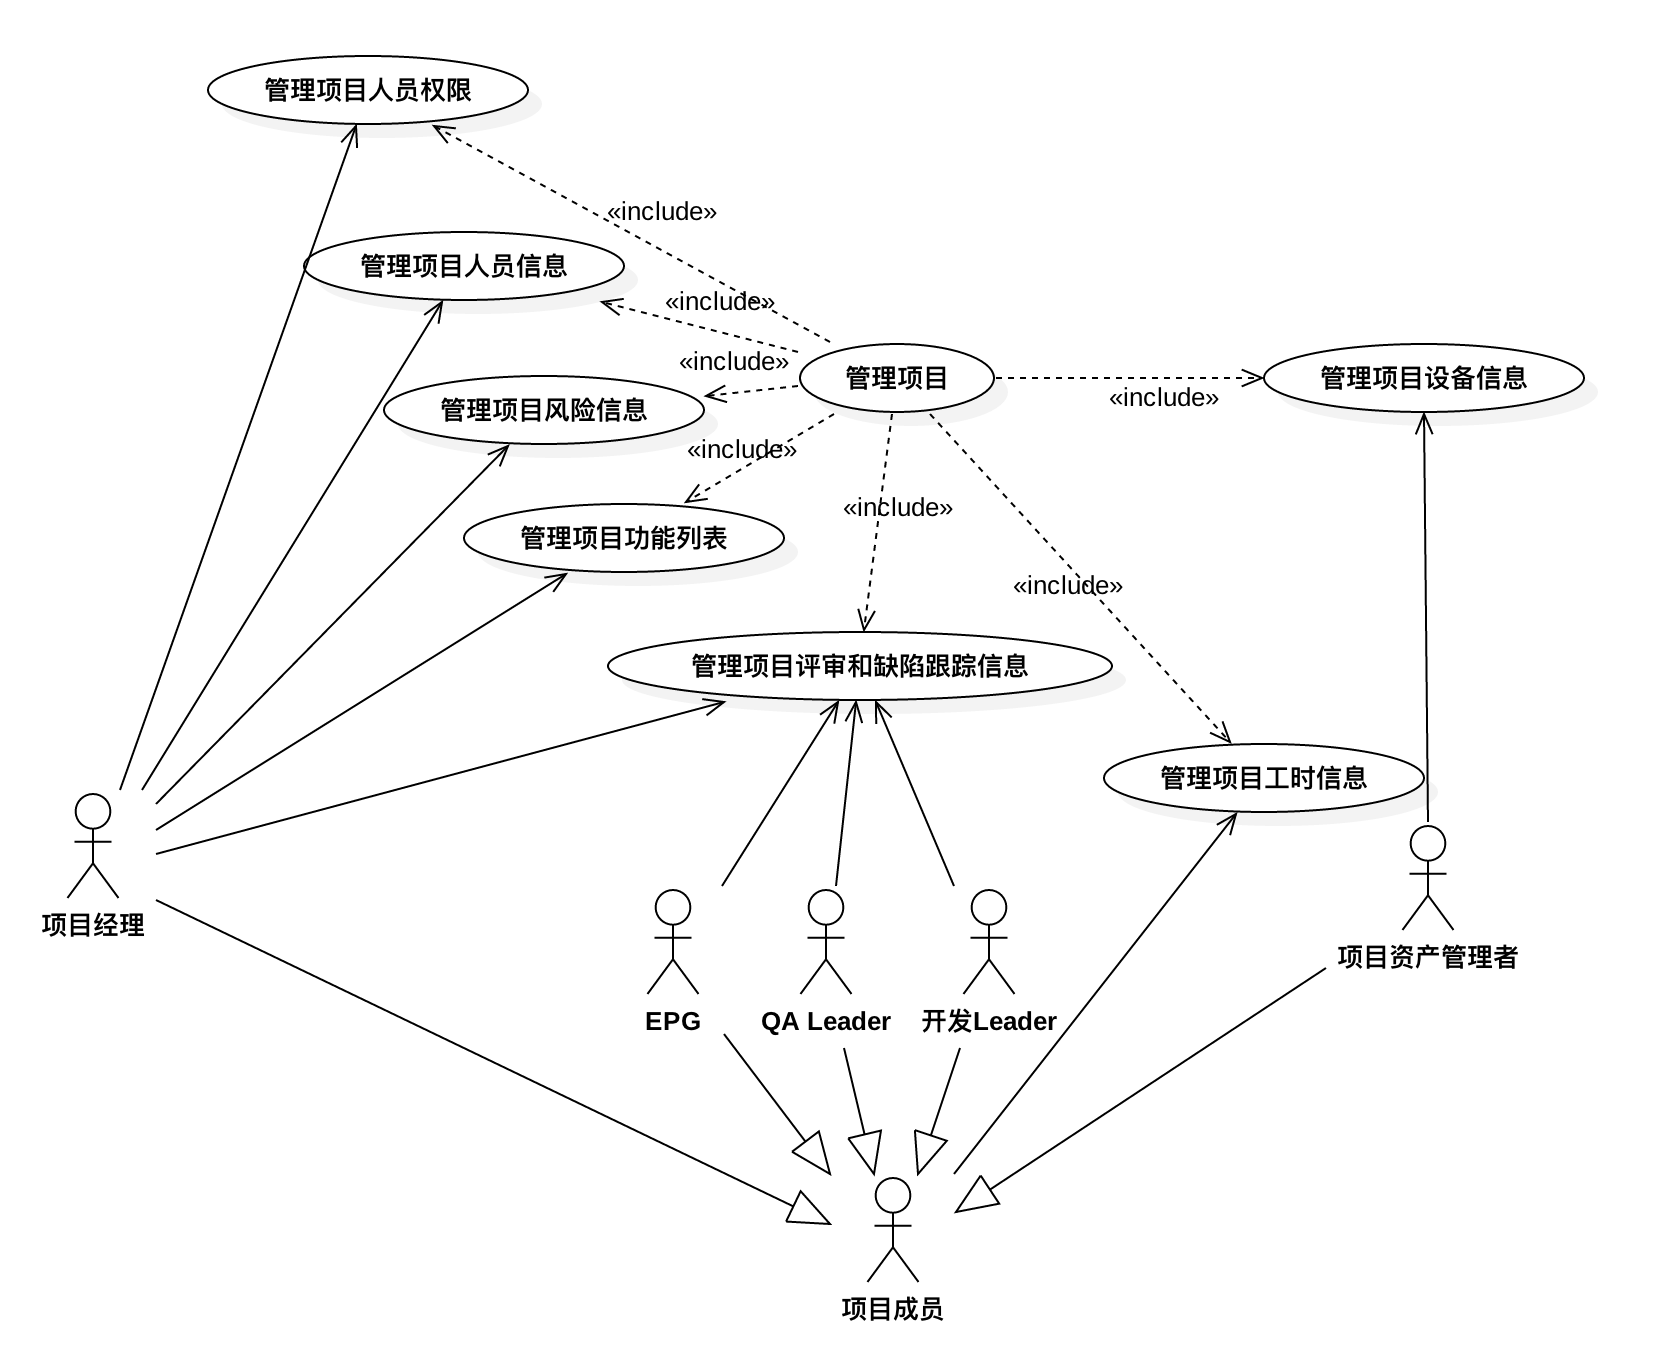 管理项目人员权限
«include»
管理项目人员信息
«include»
«include»
管理项目
管理项目设备信息
«include»
管理项目风险信息
«include»
«include»
管理项目功能列表
«include»
管理项目评审和缺陷跟踪信息
管理项目工时信息
项目经理
项目资产管理者
EPG
QA Leader
开发Leader
项目成员